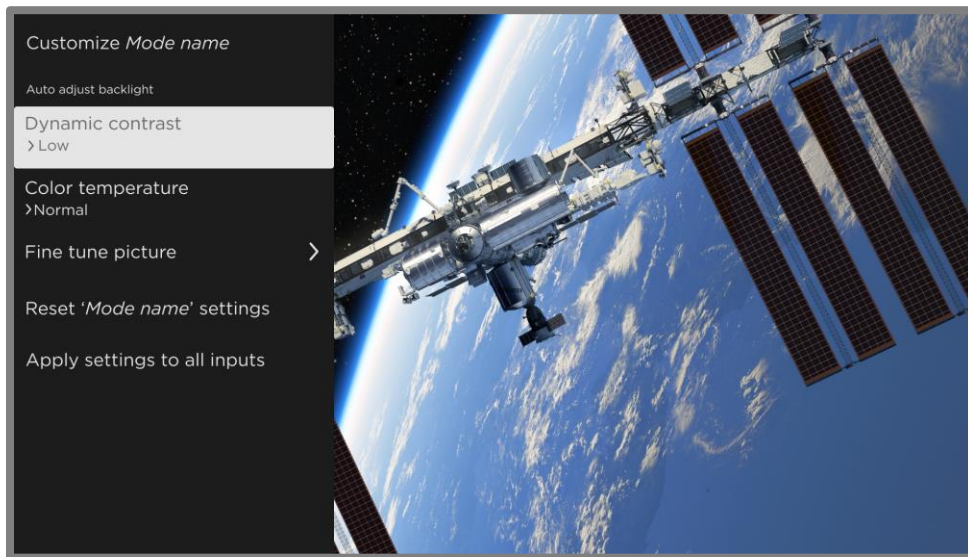 Customize Mode name
Auto adjust backlight
Dynamic contrast
> Low
Color temperature
>Normal
Fine tune picture >
Reset ‘Mode name’ settings
Apply settings to all inputs